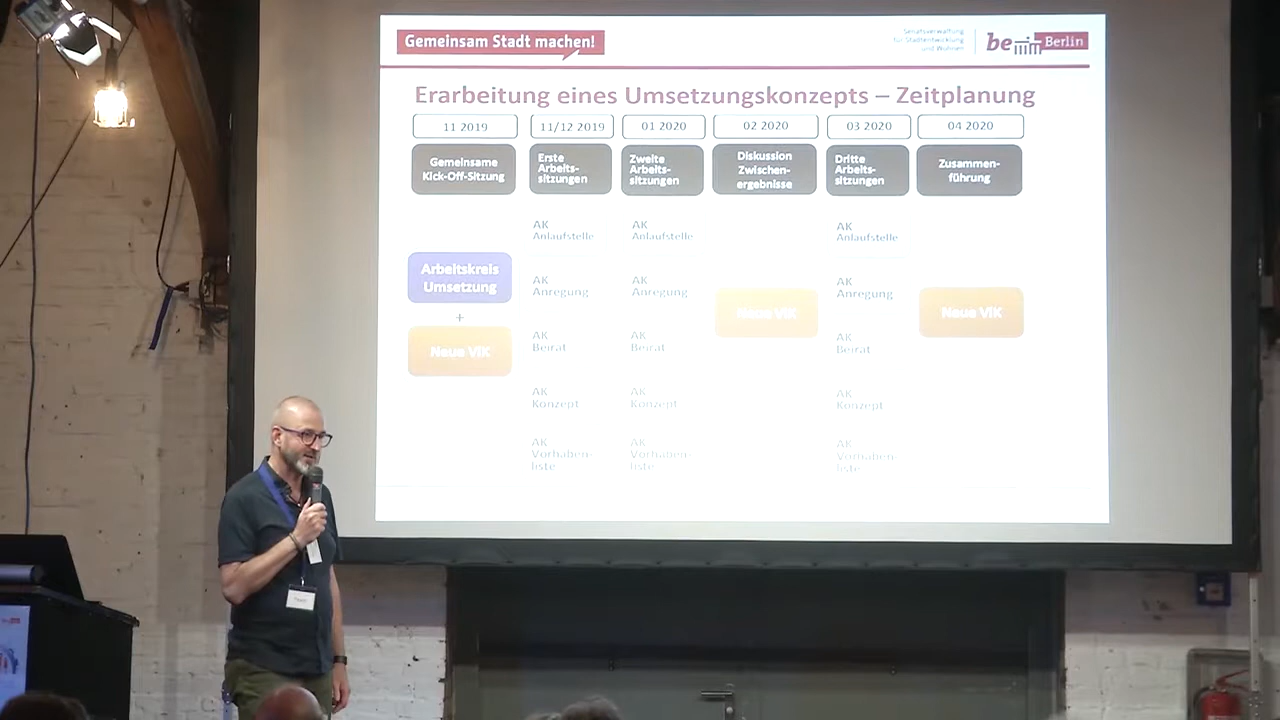 Gemeinsam Stadt machen!
Senatsverwaltung
für Stadtentwicklung
und Wohnen
be Berlin
Erarbeitung eines Umsetzungskonzepts – Zeitplanung
11 2019
11/12 2019
01 2020
02 2020
03 2020
04 2020
Gemeinsame
Kick-Off-Sitzung
Erste
Arbeits-
sitzungen
Zweite
Arbeits-
sitzungen
Diskussion
Zwischen-
ergebnisse
Dritte
Arbeits-
sitzungen
Zusammen-
führung
Arbeitskreis
Umsetzung
+
Neue VIK
AK
Anlaufstelle
AK
Anregung
AK
Beirat
AK
Konzept
AK
Vorhaben-
liste
AK
Anlaufstelle
AK
Anregung
AK
Beirat
AK
Konzept
AK
Vorhaben-
liste
Neue VIK
AK
Anlaufstelle
AK
Anregung
AK
Beirat
AK
Konzept
AK
Vorhaben-
liste
Neue VIK